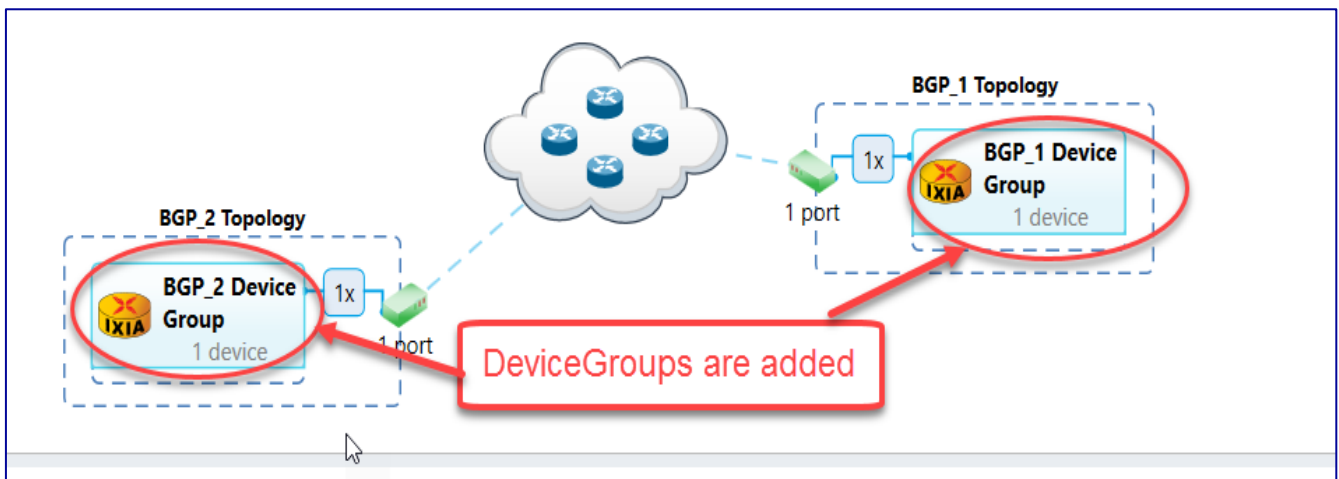 BGP_1 Topology
1x
BGP_1 Device
Group
IXIA
1 device
1 port
BGP_2 Topology
BGP_2 Device
Group
IXIA
1 device
1x
1 port
DeviceGroups are added